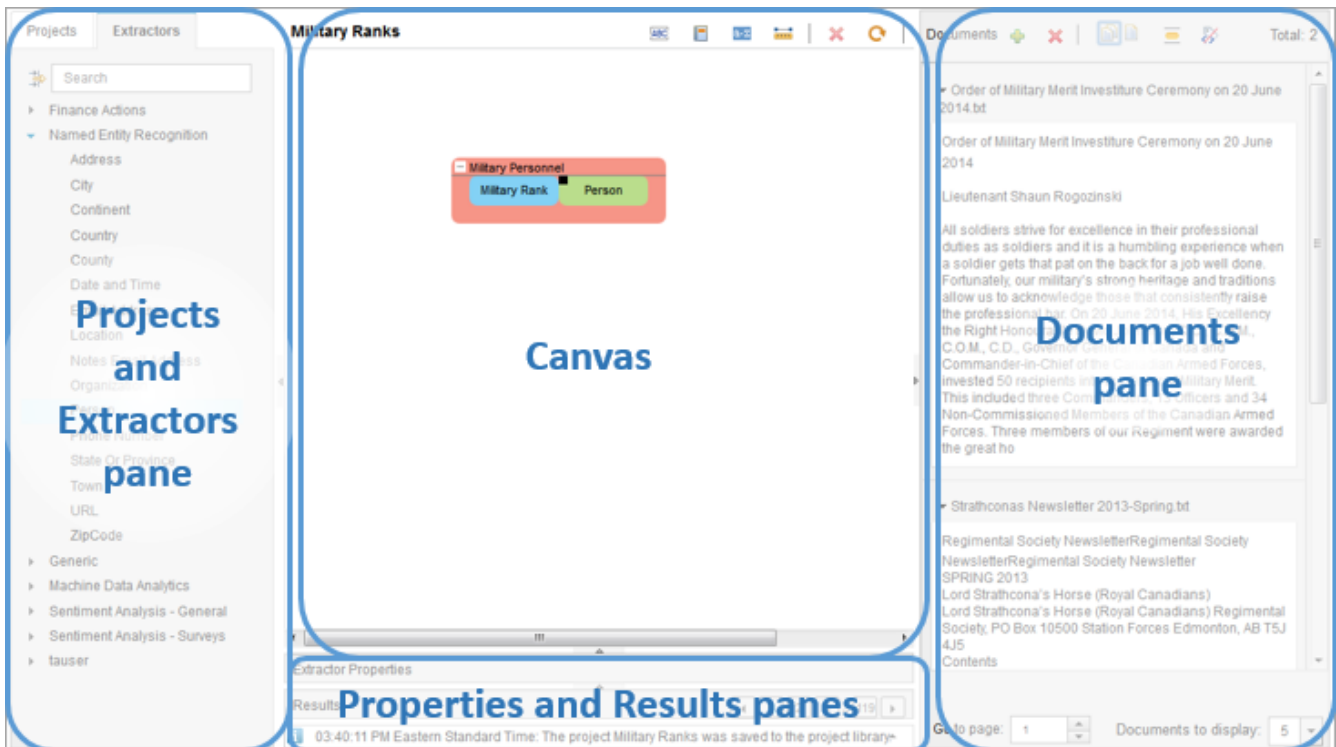 Projects
Extractors
Military Ranks
ABC
Documents
Total: 2
Search
Finance Actions
Named Entity Recognition
Address
City
Continent
Country
County
Date and Time
Location
Notes
Phone Number
State Or Province
Town
URL
ZipCode
Generic
Machine Data Analytics
Sentiment Analysis - General
Sentiment Analysis - Surveys
tauser
Projects
and
Extractors
pane
Military Personnel
Military Rank
Person
Canvas
Extractor Properties
Results
Properties and Results panes
03:40:11 PM Eastern Standard Time: The project Military Ranks was saved to the project library
Order of Military Merit Investiture Ceremony on 20 June
2014.txt
Order of Military Merit Investiture Ceremony on 20 June
2014
Lieutenant Shaun Rogozinski
All soldiers strive for excellence in their professional
duties as soldiers and it is a humbling experience when
a soldier gets that pat on the back for a job well done.
Fortunately, our military's strong heritage and traditions
allow us to acknowledge those that consistently raise
the professional bar. On 20 June 2014, His Excellency
the Right
C.O.M., C.D., Governor and
Commander-in-Chief of the Canadian Armed Forces,
invested 50 recipients Military Merit.
This included three Officers and 34
Non-Commissioned Members of the Canadian Armed
Forces. Three members of our Regiment were awarded
the great ho
Documents
pane
Strathconas Newsletter 2013-Spring.txt
Regimental Society NewsletterRegimental Society
NewsletterRegimental Society Newsletter
SPRING 2013
Lord Strathcona's Horse (Royal Canadians)
Lord Strathcona's Horse (Royal Canadians) Regimental
Society, PO Box 10500 Station Forces Edmonton, AB T5J
4J5
Contents
Go to page: 1
Documents to display: 5